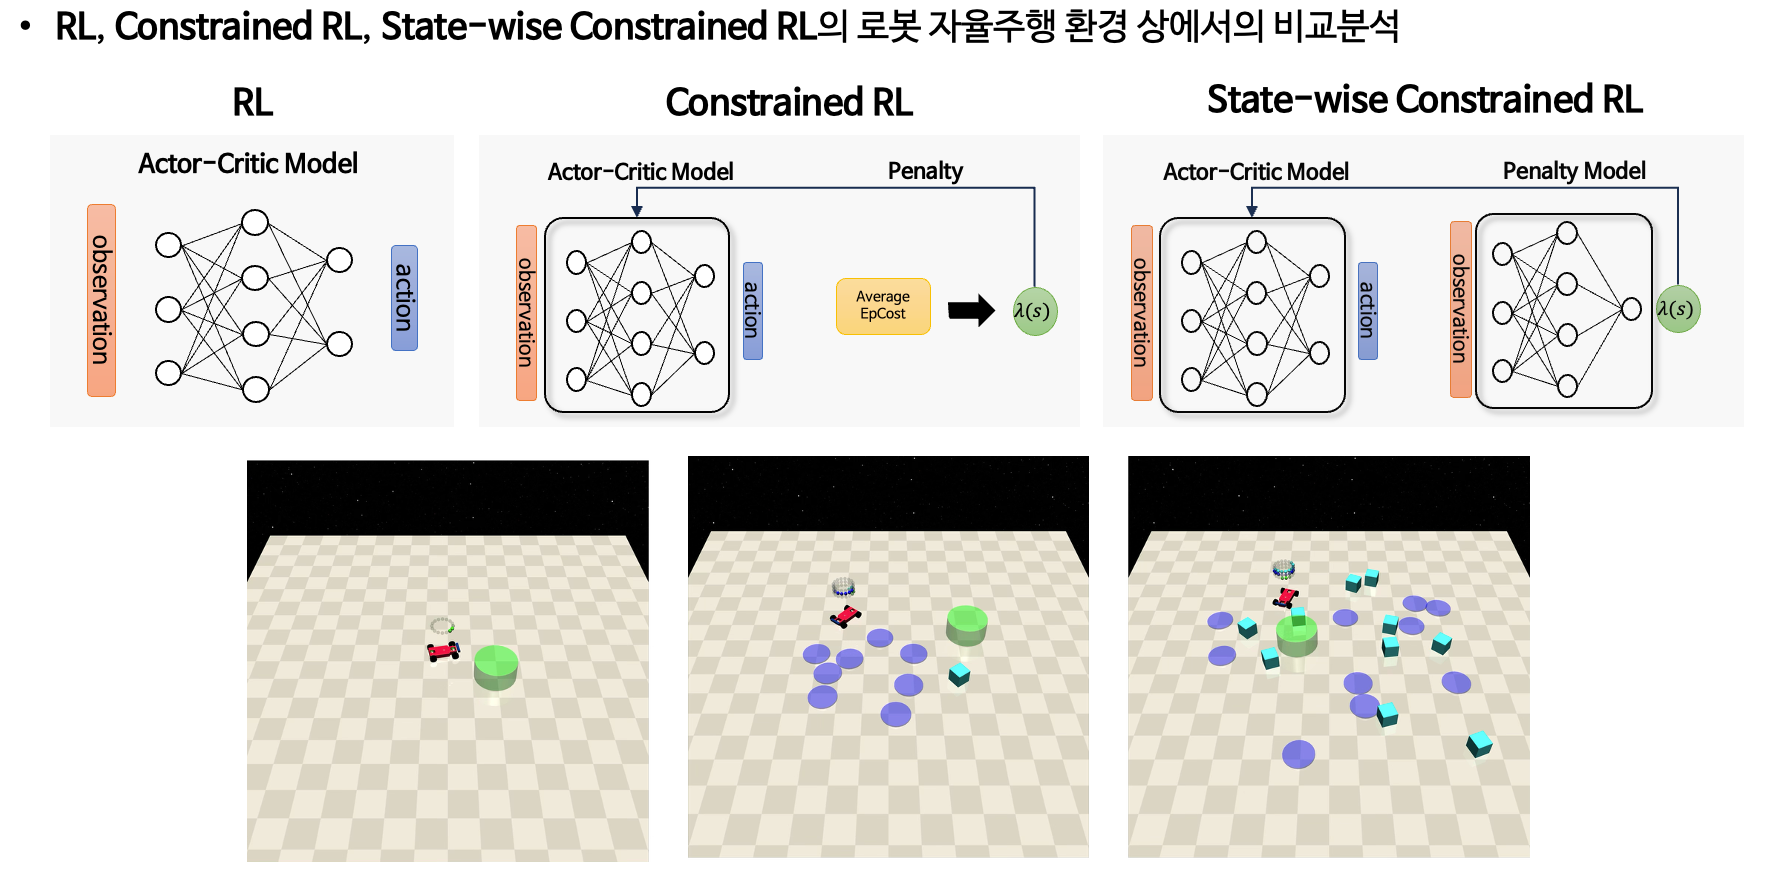 • RL, Constrained RL, State-wise Constrained RL의 로봇 자율주행 환경 상에서의 비교분석
RL
Actor-Critic Model
observation
action
Constrained RL
Actor-Critic Model
Penalty
observation
action
Average
EpCost
λ(s)
State-wise Constrained RL
Actor-Critic Model
Penalty Model
observation
action
observation
λ(s)